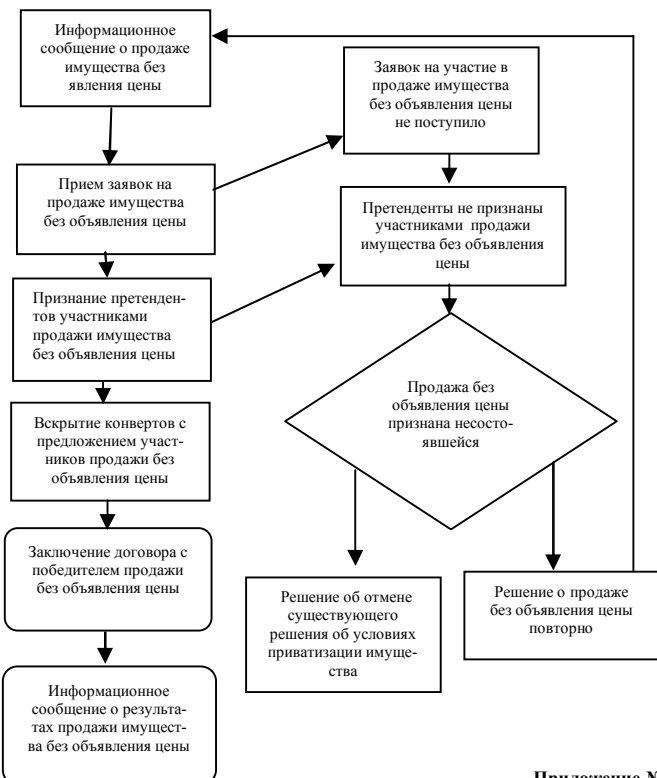 Информационное
сообщение о продаже
имущества без
явления цены
Заявок на участие в
продаже имущества
без объявления цены
не поступило
Прием заявок на
продаже имущества
без объявления цены
Претенденты не признаны
участниками продажи
имущества без объявления
цены
Признание претенден-
тов участниками
продажи имущества
без объявления цены
Продажа без
объявления цены
признана несосто-
явшейся
Вскрытие конвертов с
предложением участ-
ников продажи без
объявления цены
Заключение договора с
победителем продажи
без объявления цены
Решение об отмене
существующего
решения об условиях
приватизации имуще-
ства
Решение о продаже
без объявления цены
повторно
Информационное
сообщение о результа-
тах продажи имущест-
ва без объявления цены
Приложение №